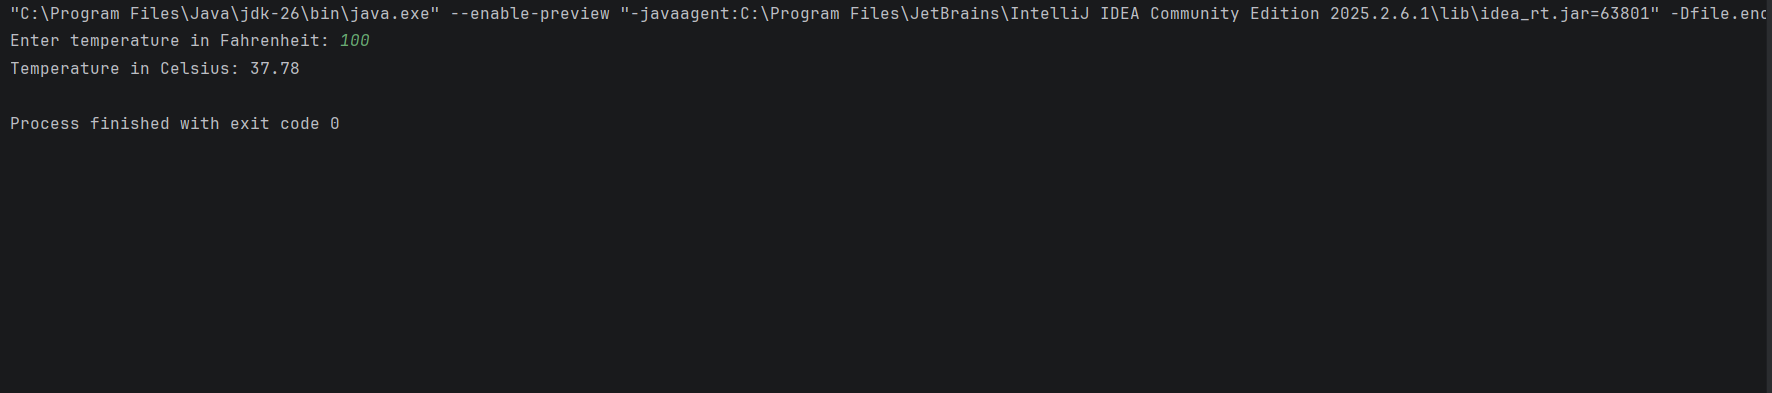 "C:\Program Files\Java\jdk-26\bin\java.exe" --enable-preview "-javaagent:C:\Program Files\JetBrains\IntelliJ IDEA Community Edition 2025.2.6.1\lib\idea_rt.jar=63801" -Dfile.enc
Enter temperature in Fahrenheit: 100
Temperature in Celsius: 37.78
Process finished with exit code 0